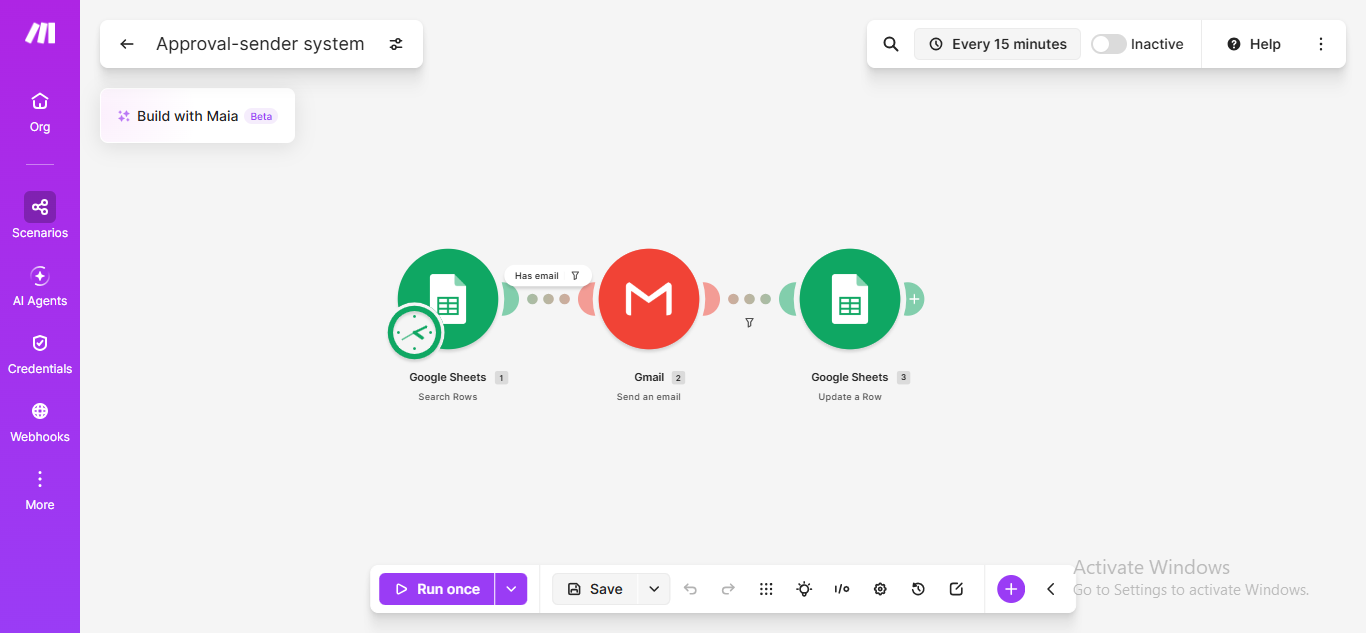 Approval-sender system
Every 15 minutes
Inactive
Help
Build with Maia Beta
Org
Scenarios
AI Agents
Credentials
Webhooks
More
Has email
Google Sheets 1
Search Rows
Gmail 2
Send an email
Google Sheets 3
Update a Row
Run once
Save
I/O
Activate Windows
Go to Settings to activate Windows.